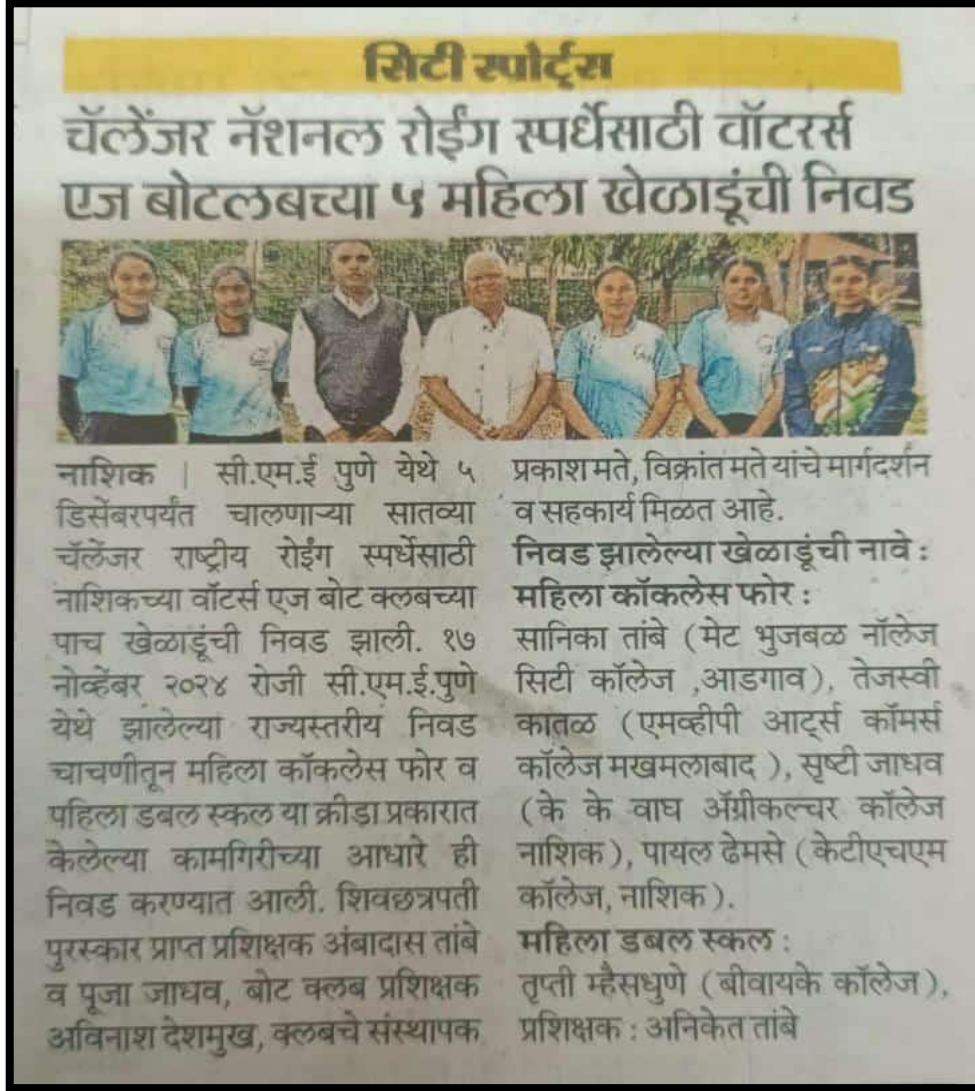 सिटी स्पोर्ट्स
चॅलेंजर नॅशनल रोईंग स्पर्धेसाठी वॉटरर्स
एज बोटलबच्या ५ महिला खेळाडूंची निवड
नाशिक | सी.एम.ई पुणे येथे ५
डिसेंबरपर्यंत चालणाऱ्या सातव्या
चॅलेंजर राष्ट्रीय रोईंग स्पर्धेसाठी
नाशिकच्या वॉटर्स एज बोट क्लबच्या
पाच खेळाडूंची निवड झाली. १७
नोव्हेंबर २०२४ रोजी सी.एम.ई.पुणे
येथे झालेल्या राज्यस्तरीय निवड
चाचणीतून महिला कॉकलेस फोर व
पहिला डबल स्कल या क्रीडा प्रकारात
केलेल्या कामगिरीच्या आधारे ही
निवड करण्यात आली. शिवछत्रपती
पुरस्कार प्राप्त प्रशिक्षक अंबादास तांबे
व पूजा जाधव, बोट क्लब प्रशिक्षक
अविनाश देशमुख, क्लबचे संस्थापक
प्रकाश मते, विक्रांत मते यांचे मार्गदर्शन
व सहकार्य मिळत आहे.
निवड झालेल्या खेळाडूंची नावे :
महिला कॉकलेस फोर :
सानिका तांबे (मेट भुजबळ नॉलेज
सिटी कॉलेज ,आडगाव), तेजस्वी
कातळ (एमव्हीपी आर्ट्स कॉमर्स
कॉलेज मखमलाबाद ), सृष्टी जाधव
(के के वाघ ॲग्रीकल्चर कॉलेज
नाशिक), पायल ढेमसे (केटीएचएम
कॉलेज, नाशिक).
महिला डबल स्कल :
तृप्ती म्हैसधुणे (बीवायके कॉलेज),
प्रशिक्षक : अनिकेत तांबे